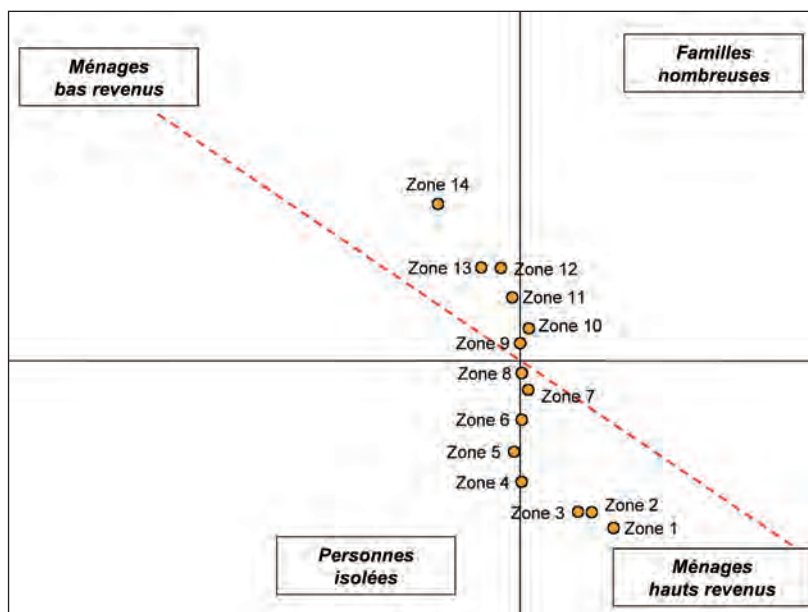 Ménages
bas revenus
Familles
nombreuses
Zone 14
Zone 13
Zone 12
Zone 11
Zone 10
Zone 9
Zone 8
Zone 7
Zone 6
Zone 5
Zone 4
Zone 3
Zone 2
Zone 1
Personnes
isolées
Ménages
hauts revenus